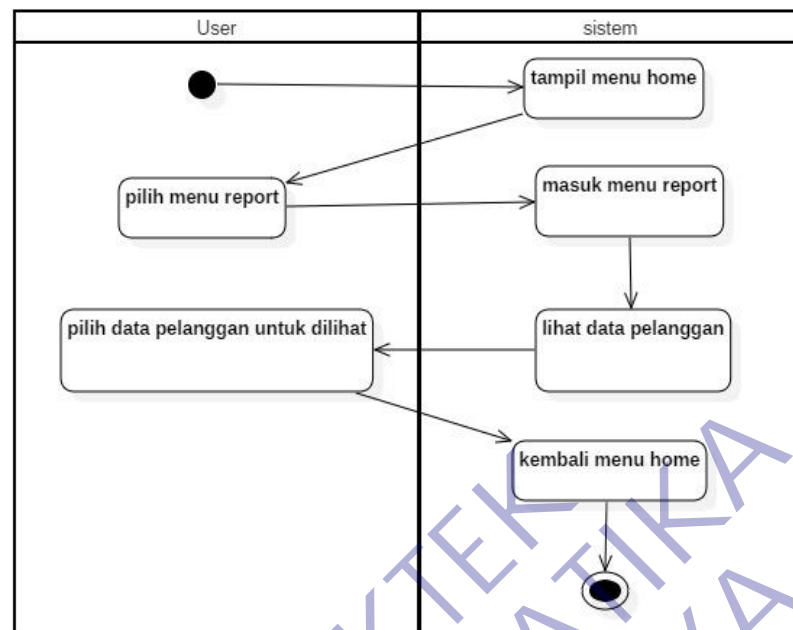 User
sistem
tampil menu home
pilih menu report
masuk menu report
pilih data pelanggan untuk dilihat
lihat data pelanggan
kembali menu home